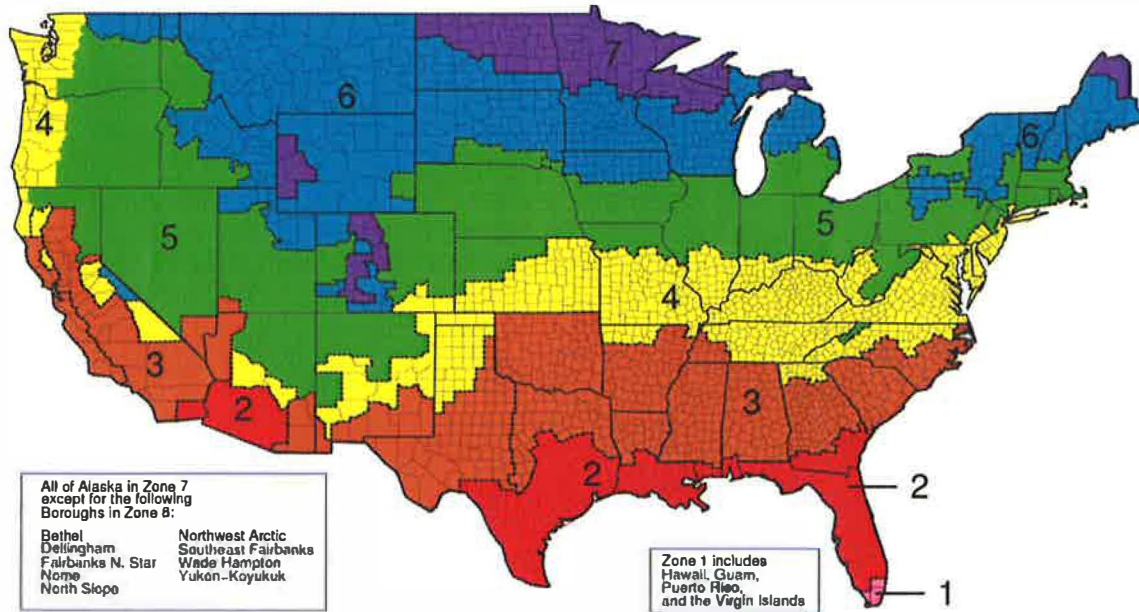 7
6
4
6
5
5
4
3
3
2
2
2
1
All of Alaska in Zone 7
except for the following
Boroughs in Zone 8:
Bethel Northwest Arctic
Dellingham Southeast Fairbanks
Fairbanks N. Star Wade Hampton
Nome Yukon-Koyukuk
North Slope
Zone 1 includes
Hawaii, Guam,
Puerto Rico,
and the Virgin Islands